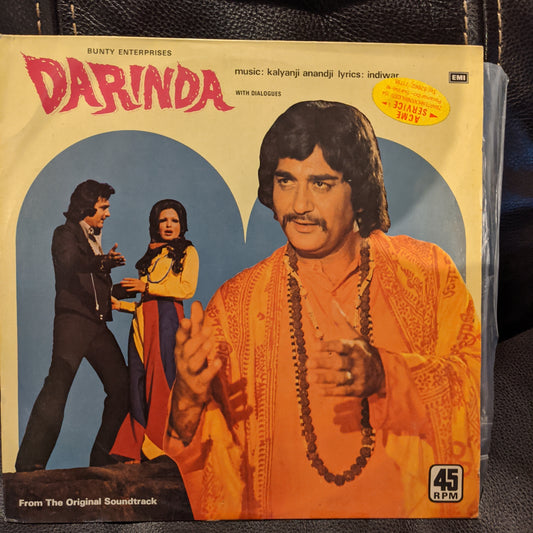 BUNTY ENTERPRISES
DARINDA
music: kalyanji anandji lyrics: indiwar
EMI
WITH DIALOGUES
ACME
SERVICE
From The Original Soundtrack
45
RPM